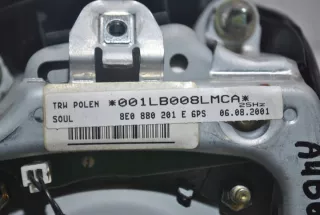 TRW POLEN *001LB008LMCA*
25Hz
SOUL 8E0 880 201 E 6PS 06.08.2001